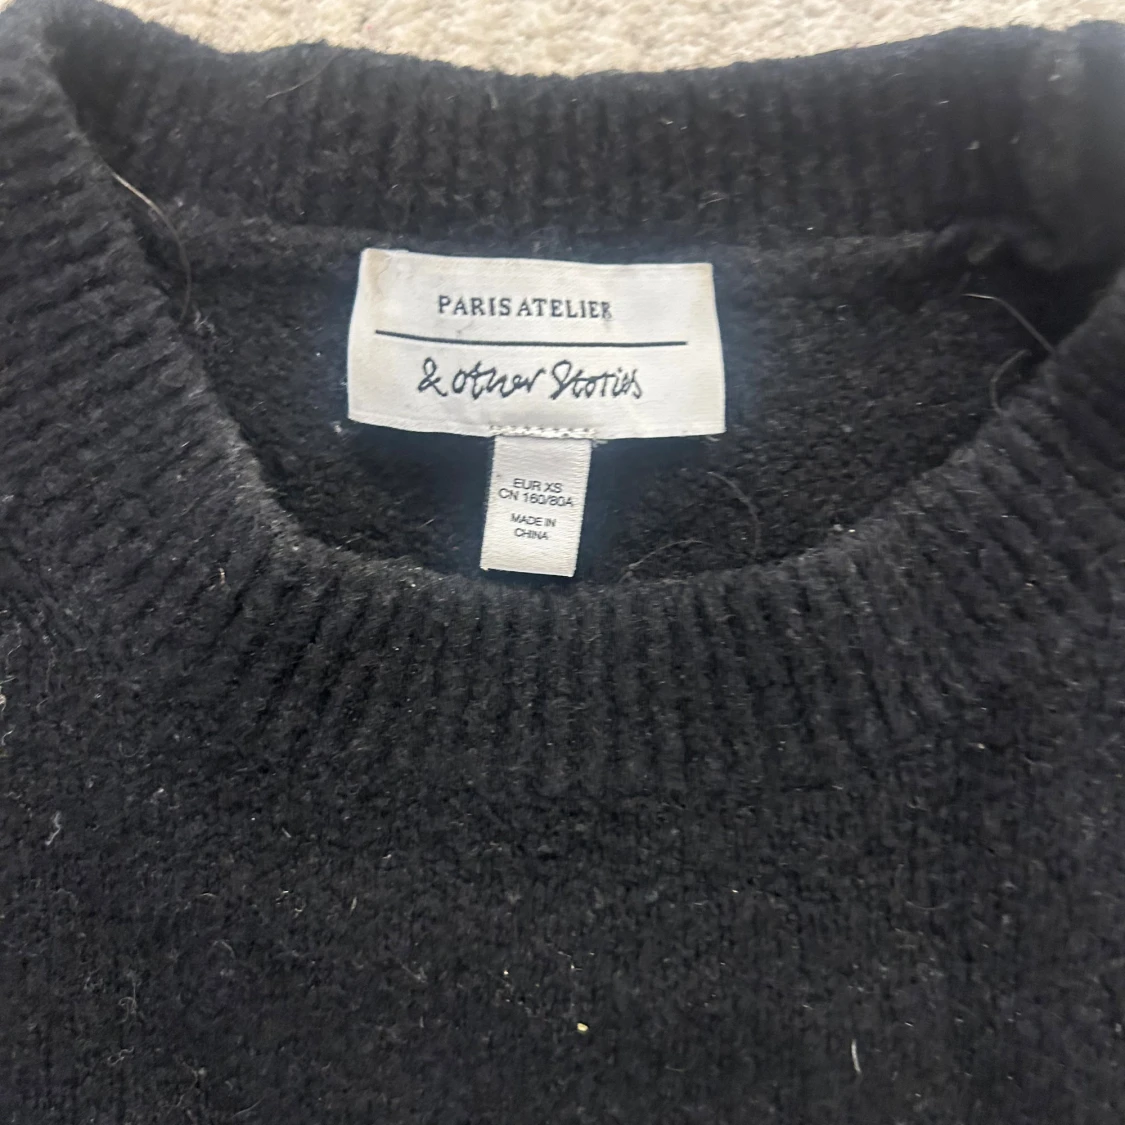 PARIS ATELIER
& other Stories
EUR XS
CN 160/80A
MADE IN
CHINA